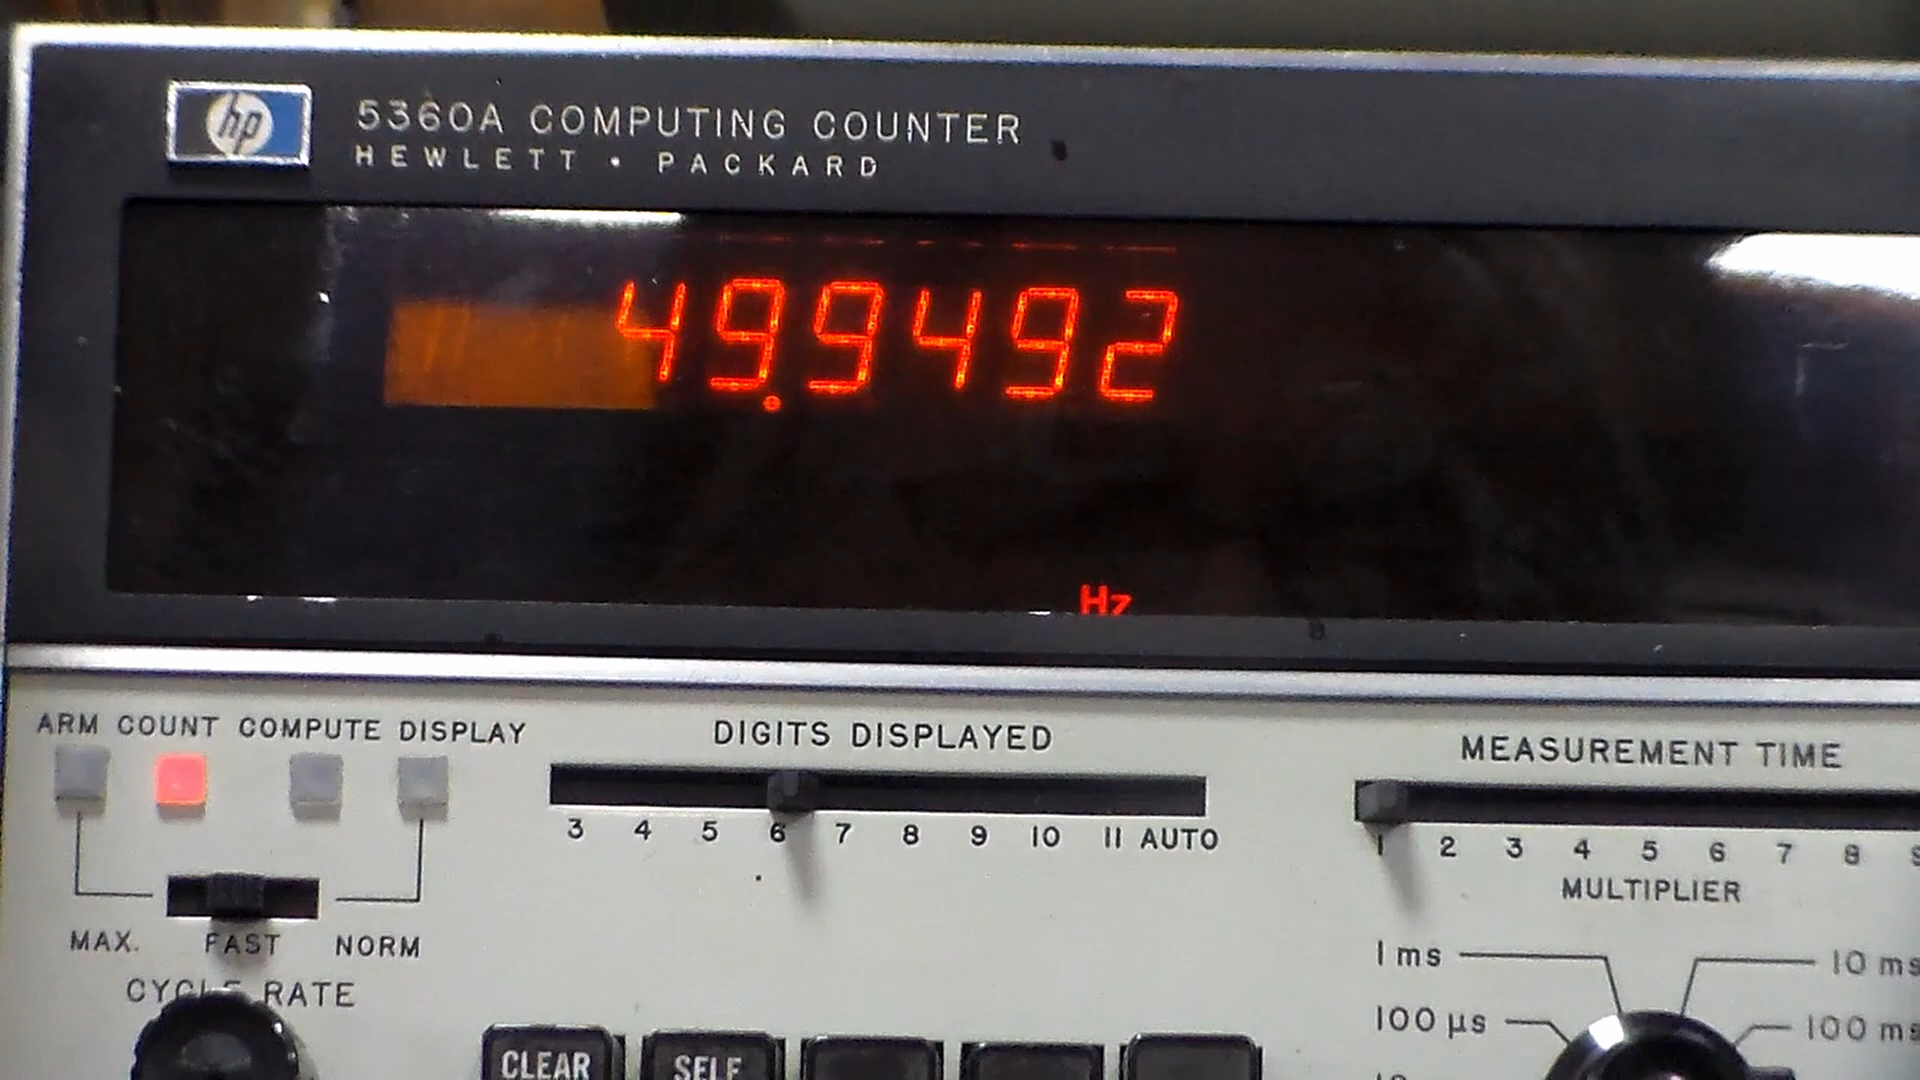 hp
5360A COMPUTING COUNTER
HEWLETT • PACKARD
49.9492
Hz
ARM COUNT COMPUTE DISPLAY
DIGITS DISPLAYED
MEASUREMENT TIME
3 4 5 6 7 8 9 10 11 AUTO
1 2 3 4 5 6 7 8
MULTIPLIER
MAX. FAST NORM
CYCLE RATE
1 ms
10 ms
100 µs
100 ms
CLEAR
SELF